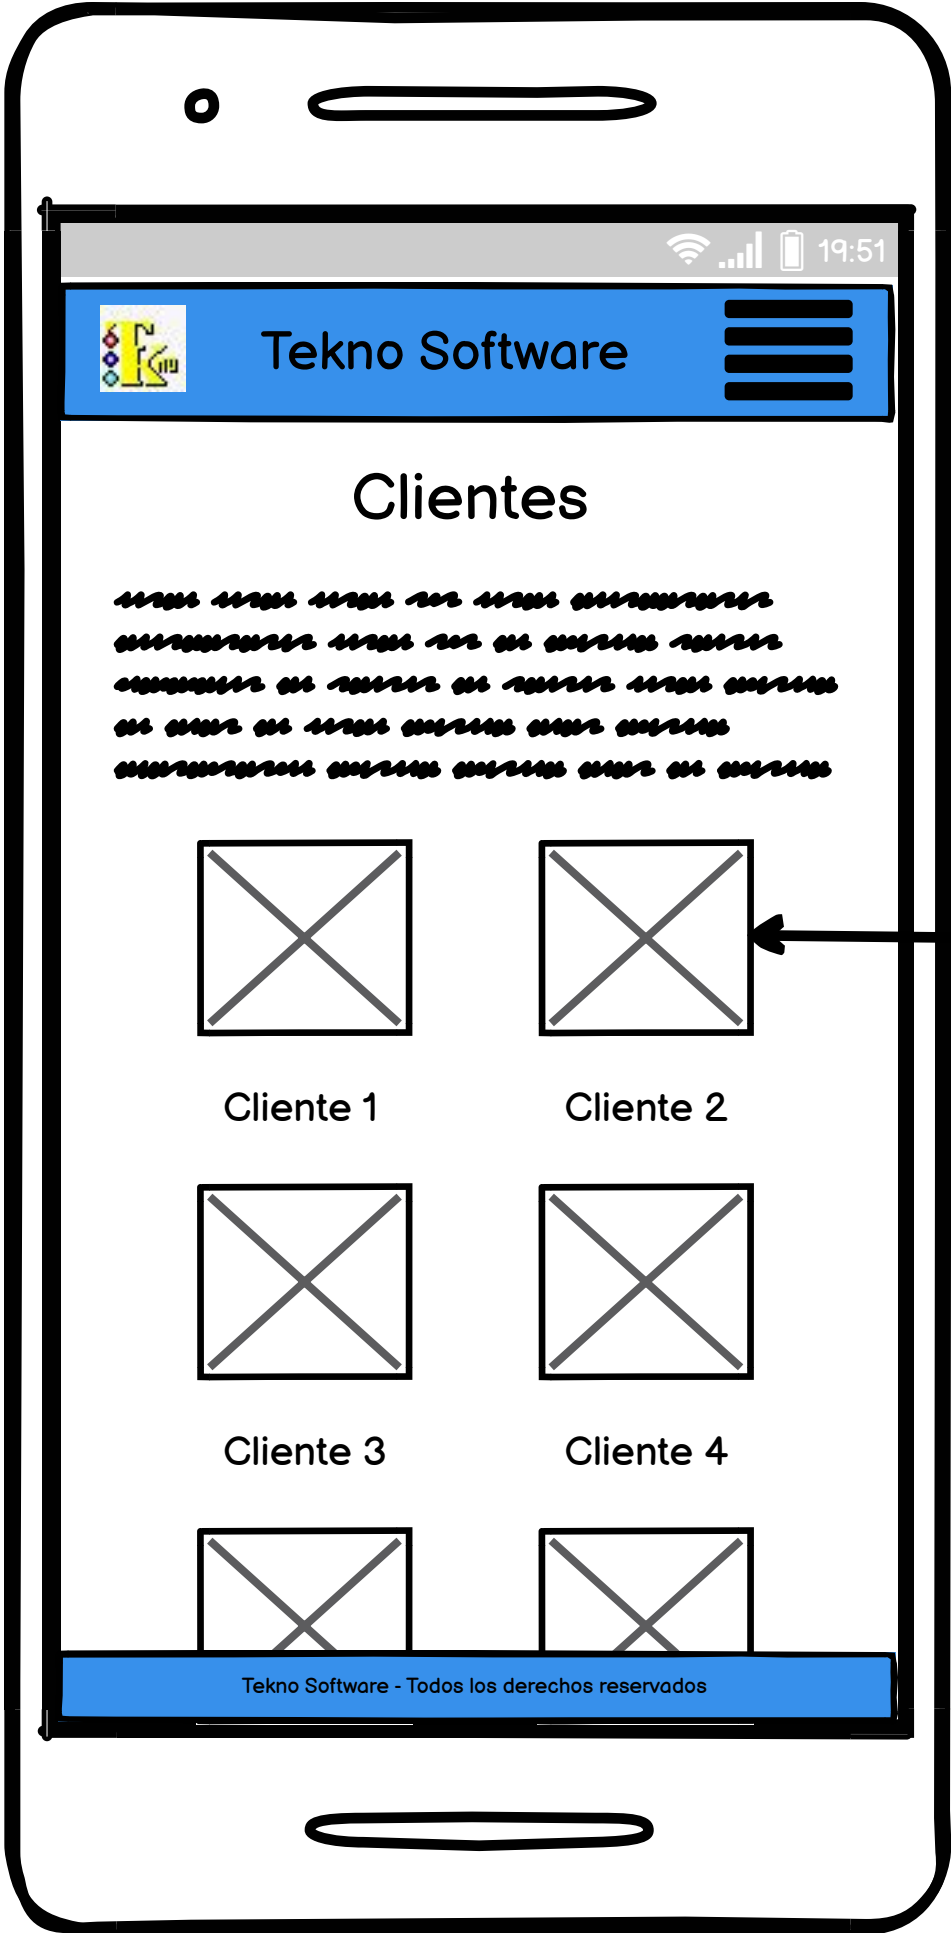 19:51
Tekno Software
Clientes
Cliente 1
Cliente 2
Cliente 3
Cliente 4
Tekno Software - Todos los derechos reservados